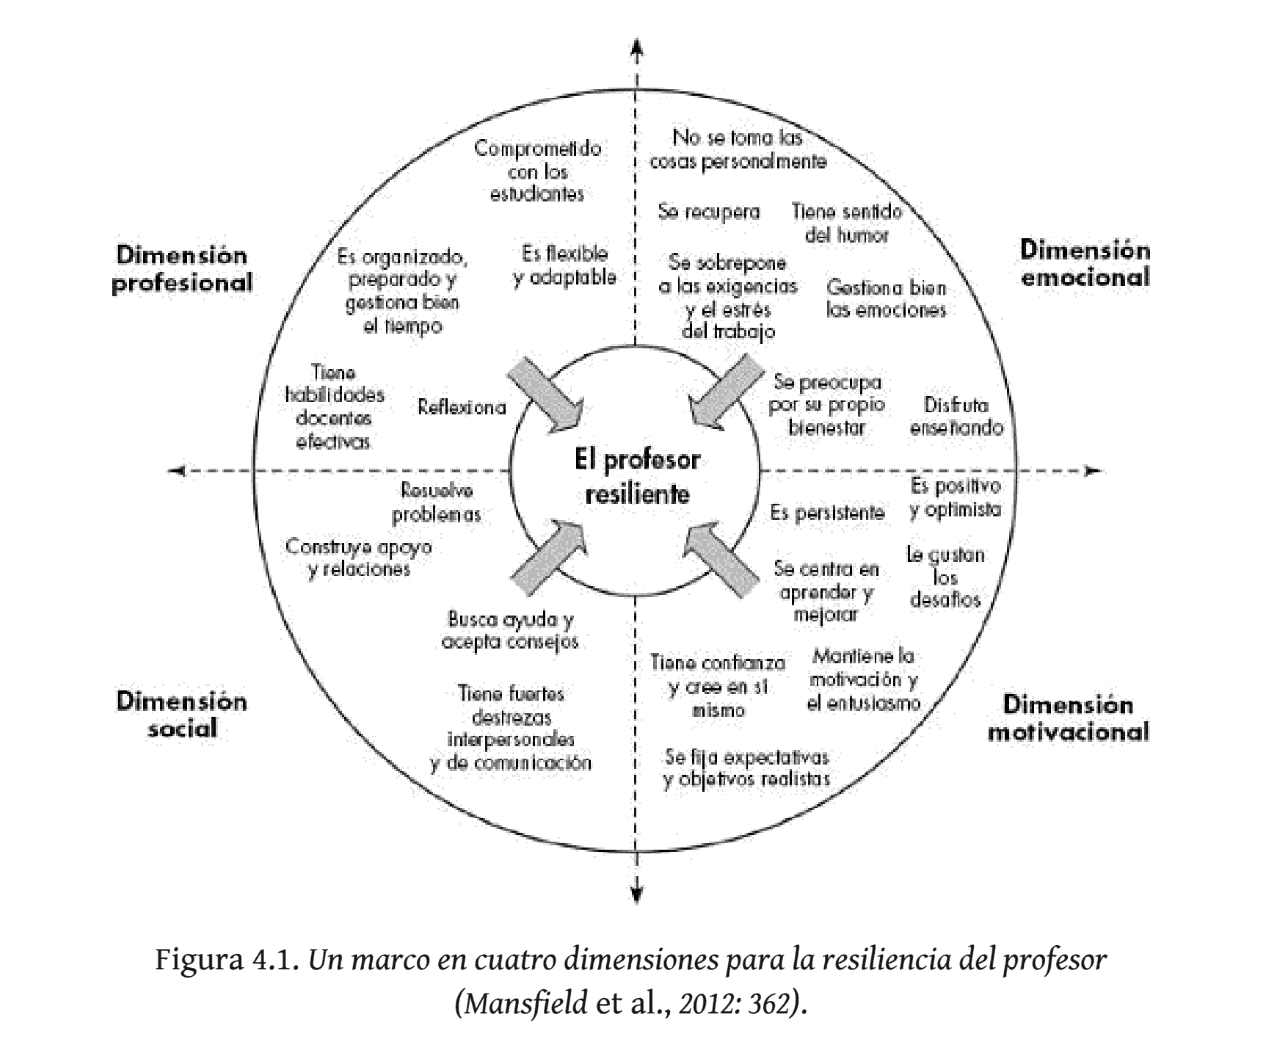 Dimensión
profesional
Comprometido
con los
estudiantes
Es organizado,
preparado y
gestiona bien
el tiempo
Es flexible
y adaptable
Tiene
habilidades
docentes
efectivas
Reflexiona
Dimensión
emocional
No se toma las
cosas personalmente
Se recupera
Tiene sentido
del humor
Se sobrepone
a las exigencias
y el estrés
del trabajo
Gestiona bien
las emociones
Se preocupa
por su propio
bienestar
Disfruta
enseñando
El profesor
resiliente
Dimensión
social
Resuelve
problemas
Construye apoyo
y relaciones
Busca ayuda y
acepta consejos
Tiene fuertes
destrezas
interpersonales
y de comunicación
Dimensión
motivacional
Es persistente
Es positivo
y optimista
Se centra en
aprender y
mejorar
Le gustan
los
desafíos
Tiene confianza
y cree en sí
mismo
Mantiene la
motivación y
el entusiasmo
Se fija expectativas
y objetivos realistas
Figura 4.1. Un marco en cuatro dimensiones para la resiliencia del profesor
(Mansfield et al., 2012: 362).